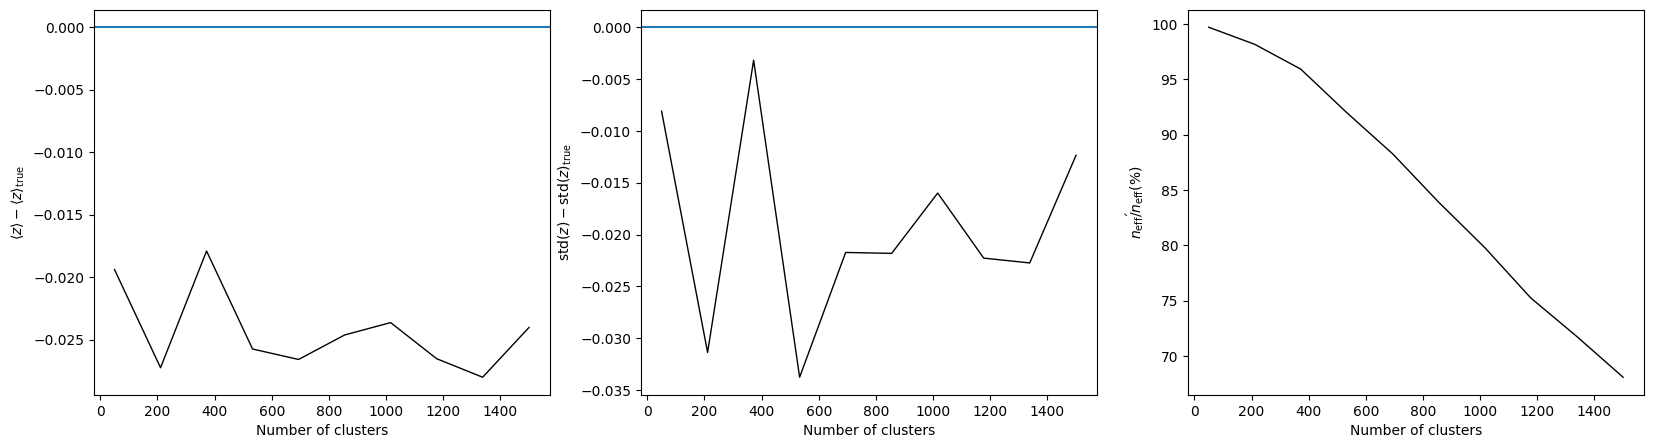 0.000
−0.005
−0.010
−0.015
−0.020
−0.025
⟨z⟩ − ⟨z⟩true
0 200 400 600 800 1000 1200 1400
Number of clusters
0.000
−0.005
−0.010
−0.015
−0.020
−0.025
−0.030
−0.035
std(z) − std(z)true
0 200 400 600 800 1000 1200 1400
Number of clusters
100
95
90
85
80
75
70
n′eff/neff(%)
0 200 400 600 800 1000 1200 1400
Number of clusters